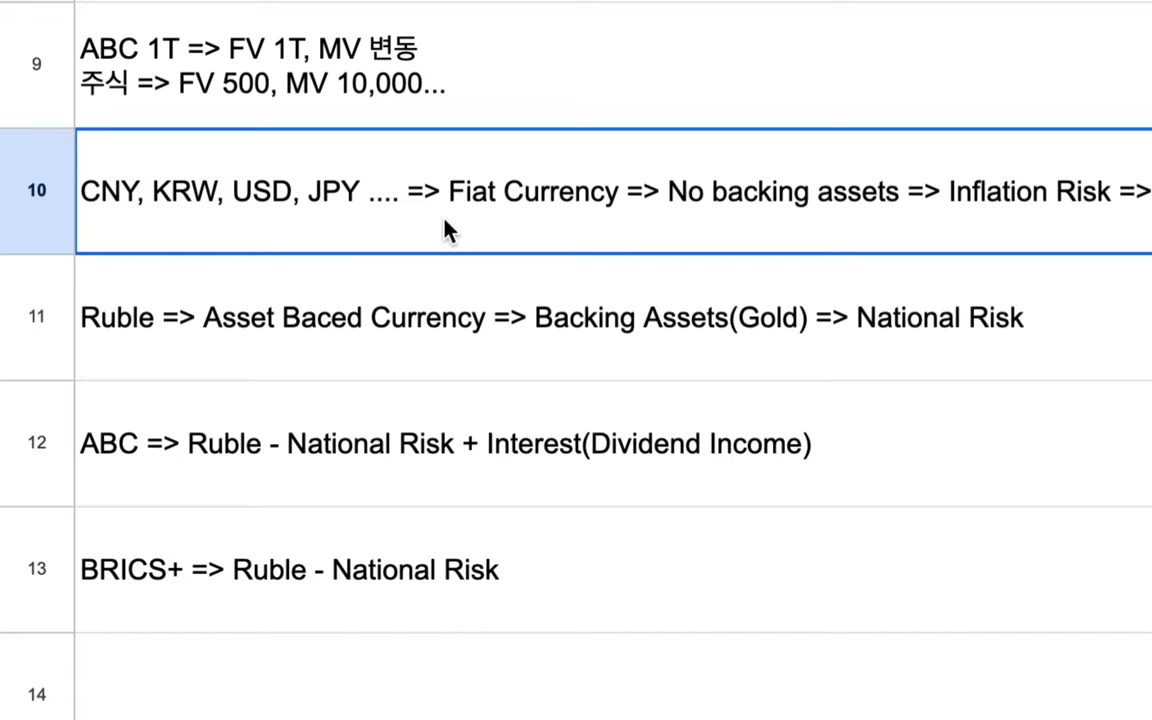 9
ABC 1T => FV 1T, MV 변동
주식 => FV 500, MV 10,000...
10
CNY, KRW, USD, JPY .... => Fiat Currency => No backing assets => Inflation Risk =>
11
Ruble => Asset Baced Currency => Backing Assets(Gold) => National Risk
12
ABC => Ruble - National Risk + Interest(Dividend Income)
13
BRICS+ => Ruble - National Risk
14